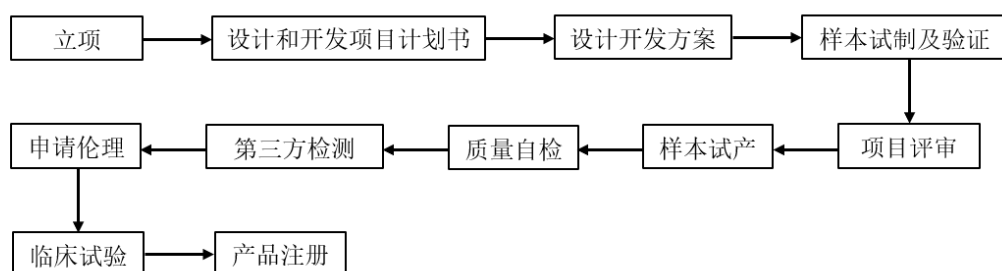 立项
设计和开发项目计划书
设计开发方案
样本试制及验证
项目评审
样本试产
质量自检
第三方检测
申请伦理
临床试验
产品注册